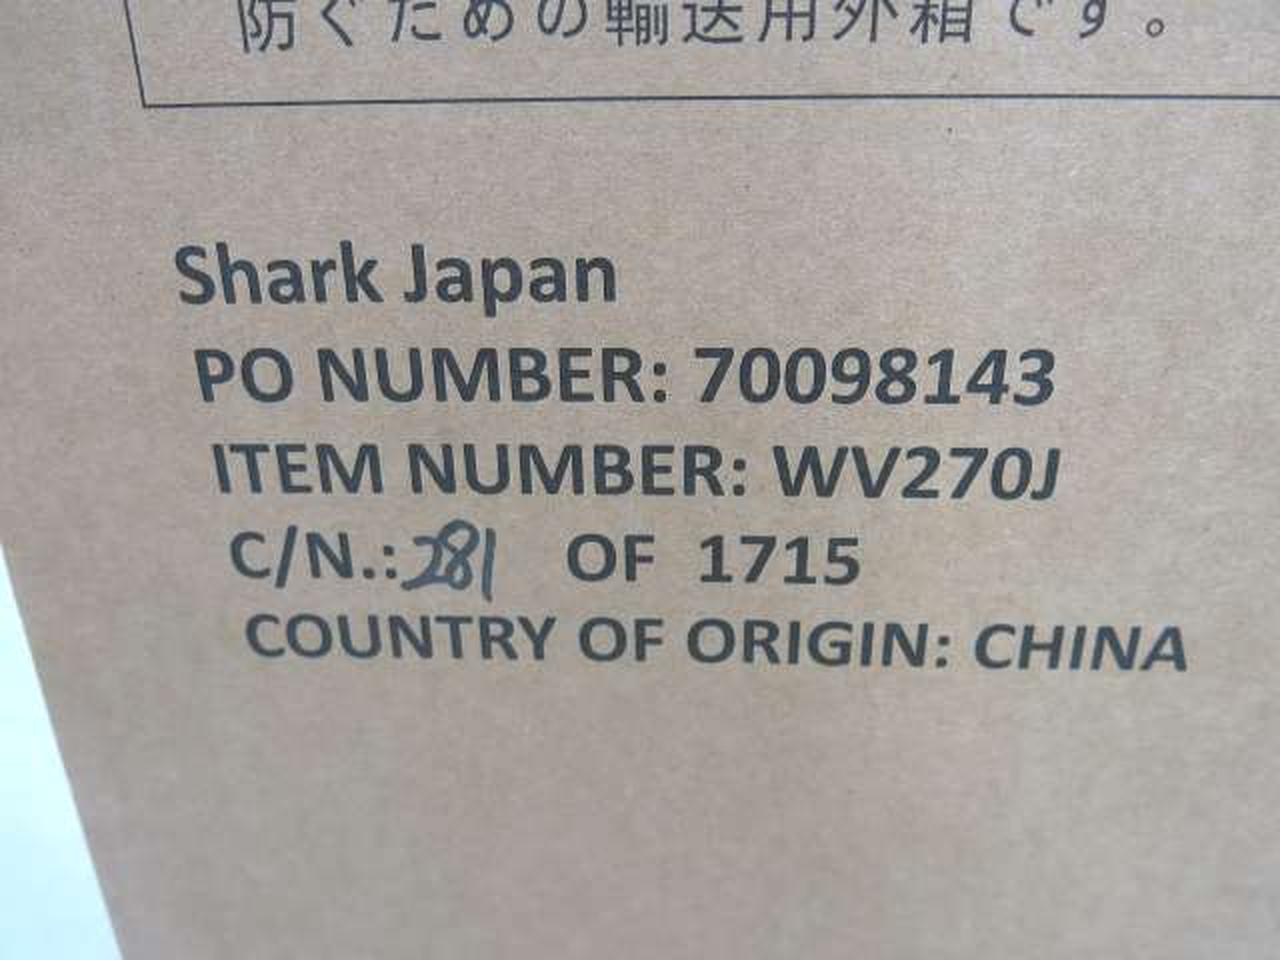 防ぐための輸送用外箱です。
Shark Japan
PO NUMBER: 70098143
ITEM NUMBER: WV270J
C/N.:281 OF 1715
COUNTRY OF ORIGIN: CHINA